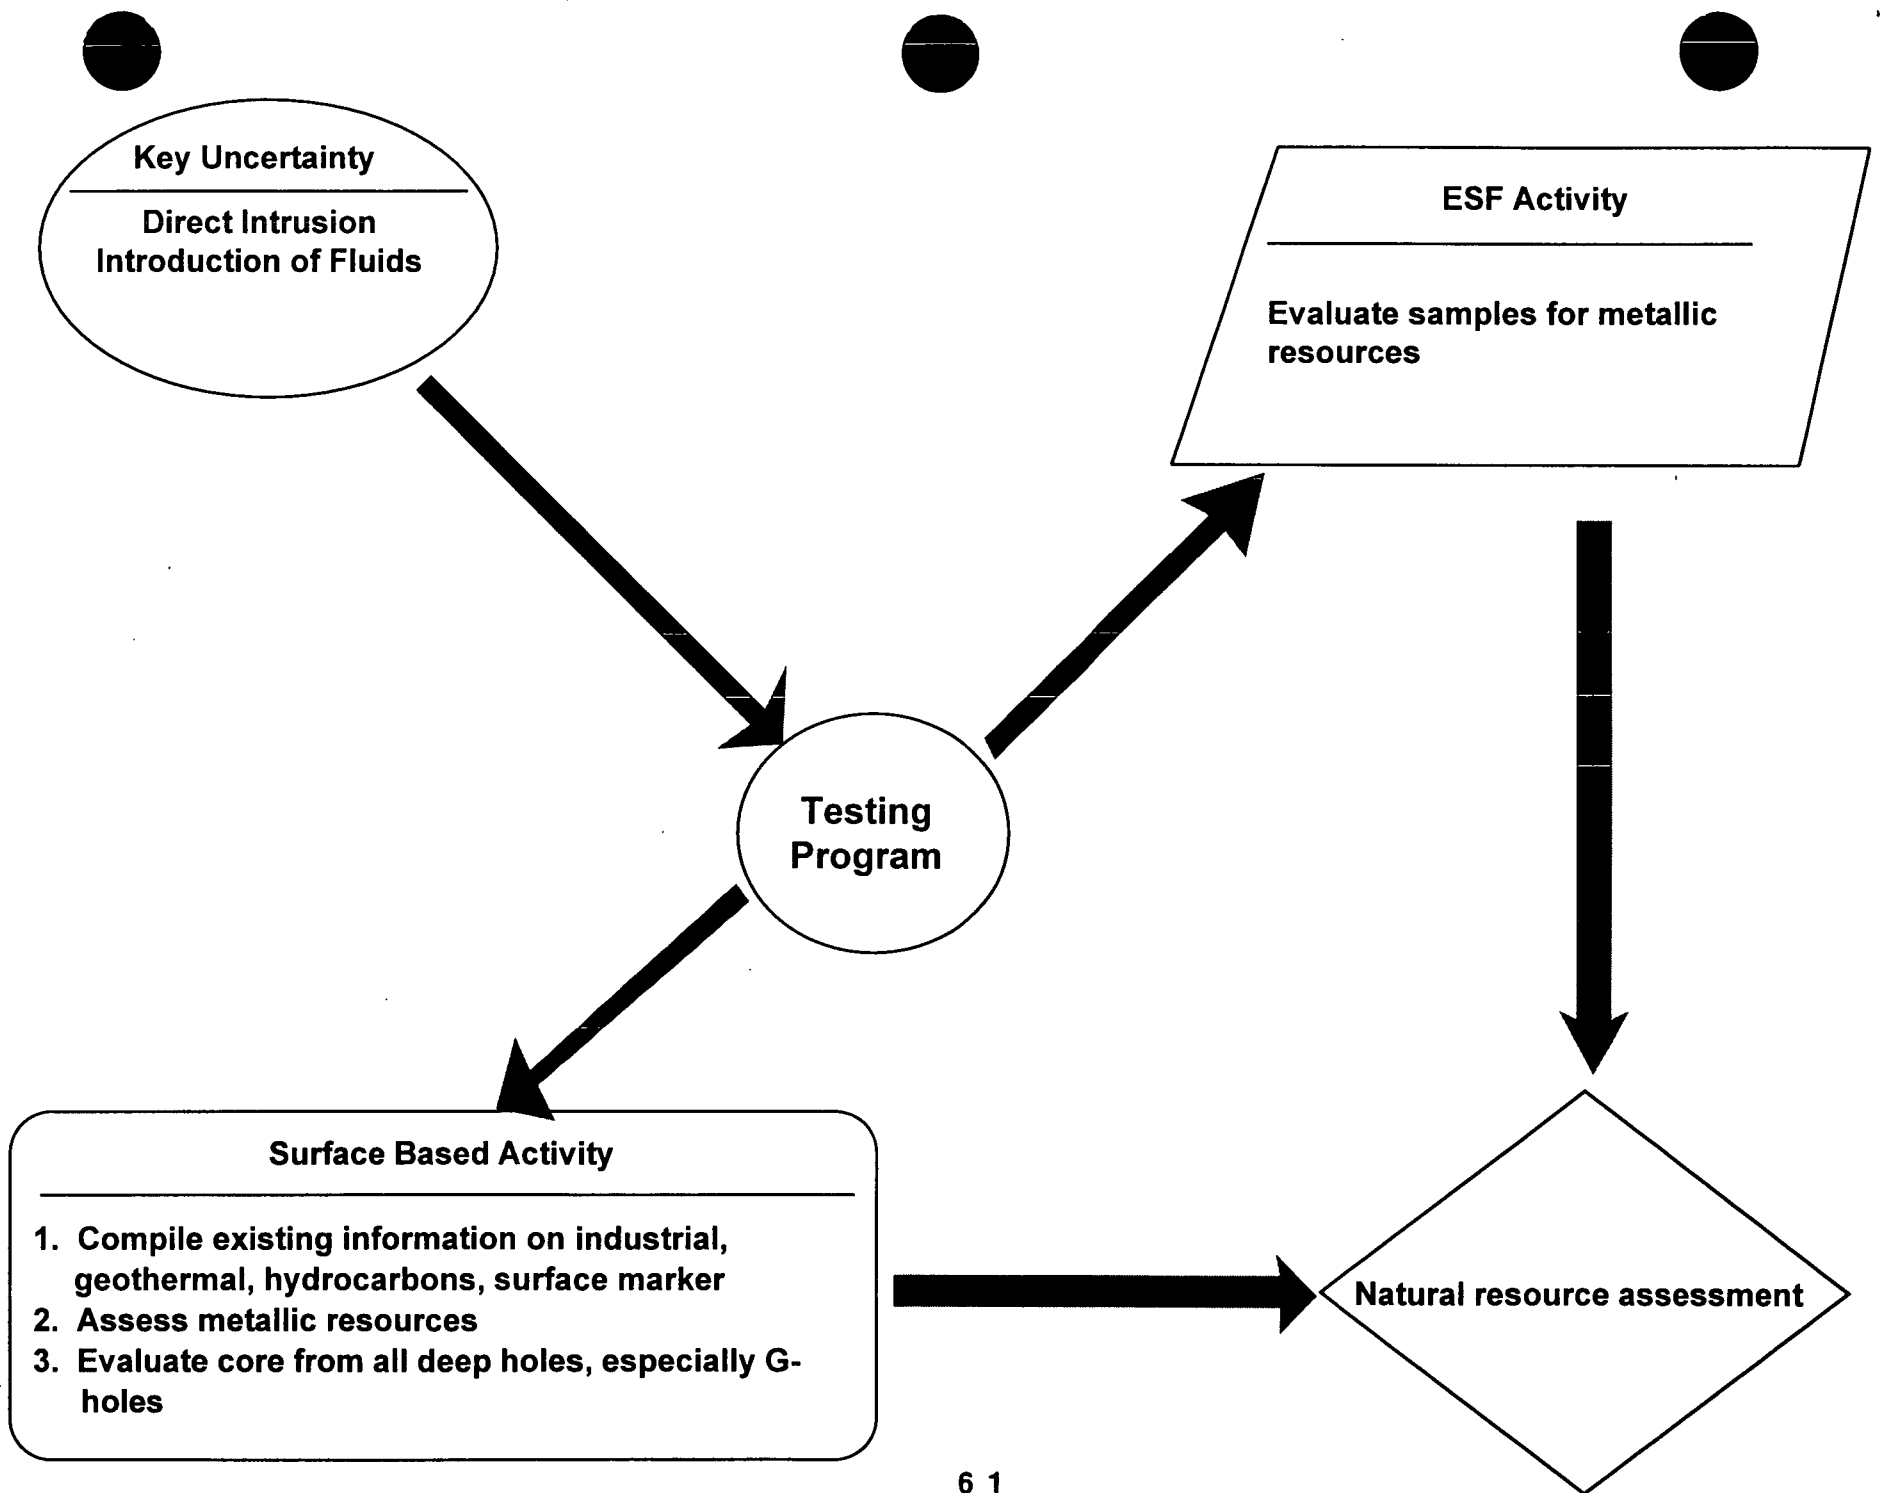 Key Uncertainty
Direct Intrusion
Introduction of Fluids
ESF Activity
Evaluate samples for metallic
resources
Testing
Program
Surface Based Activity
1. Compile existing information on industrial,
geothermal, hydrocarbons, surface marker
2. Assess metallic resources
3. Evaluate core from all deep holes, especially G-
holes
Natural resource assessment
6 1